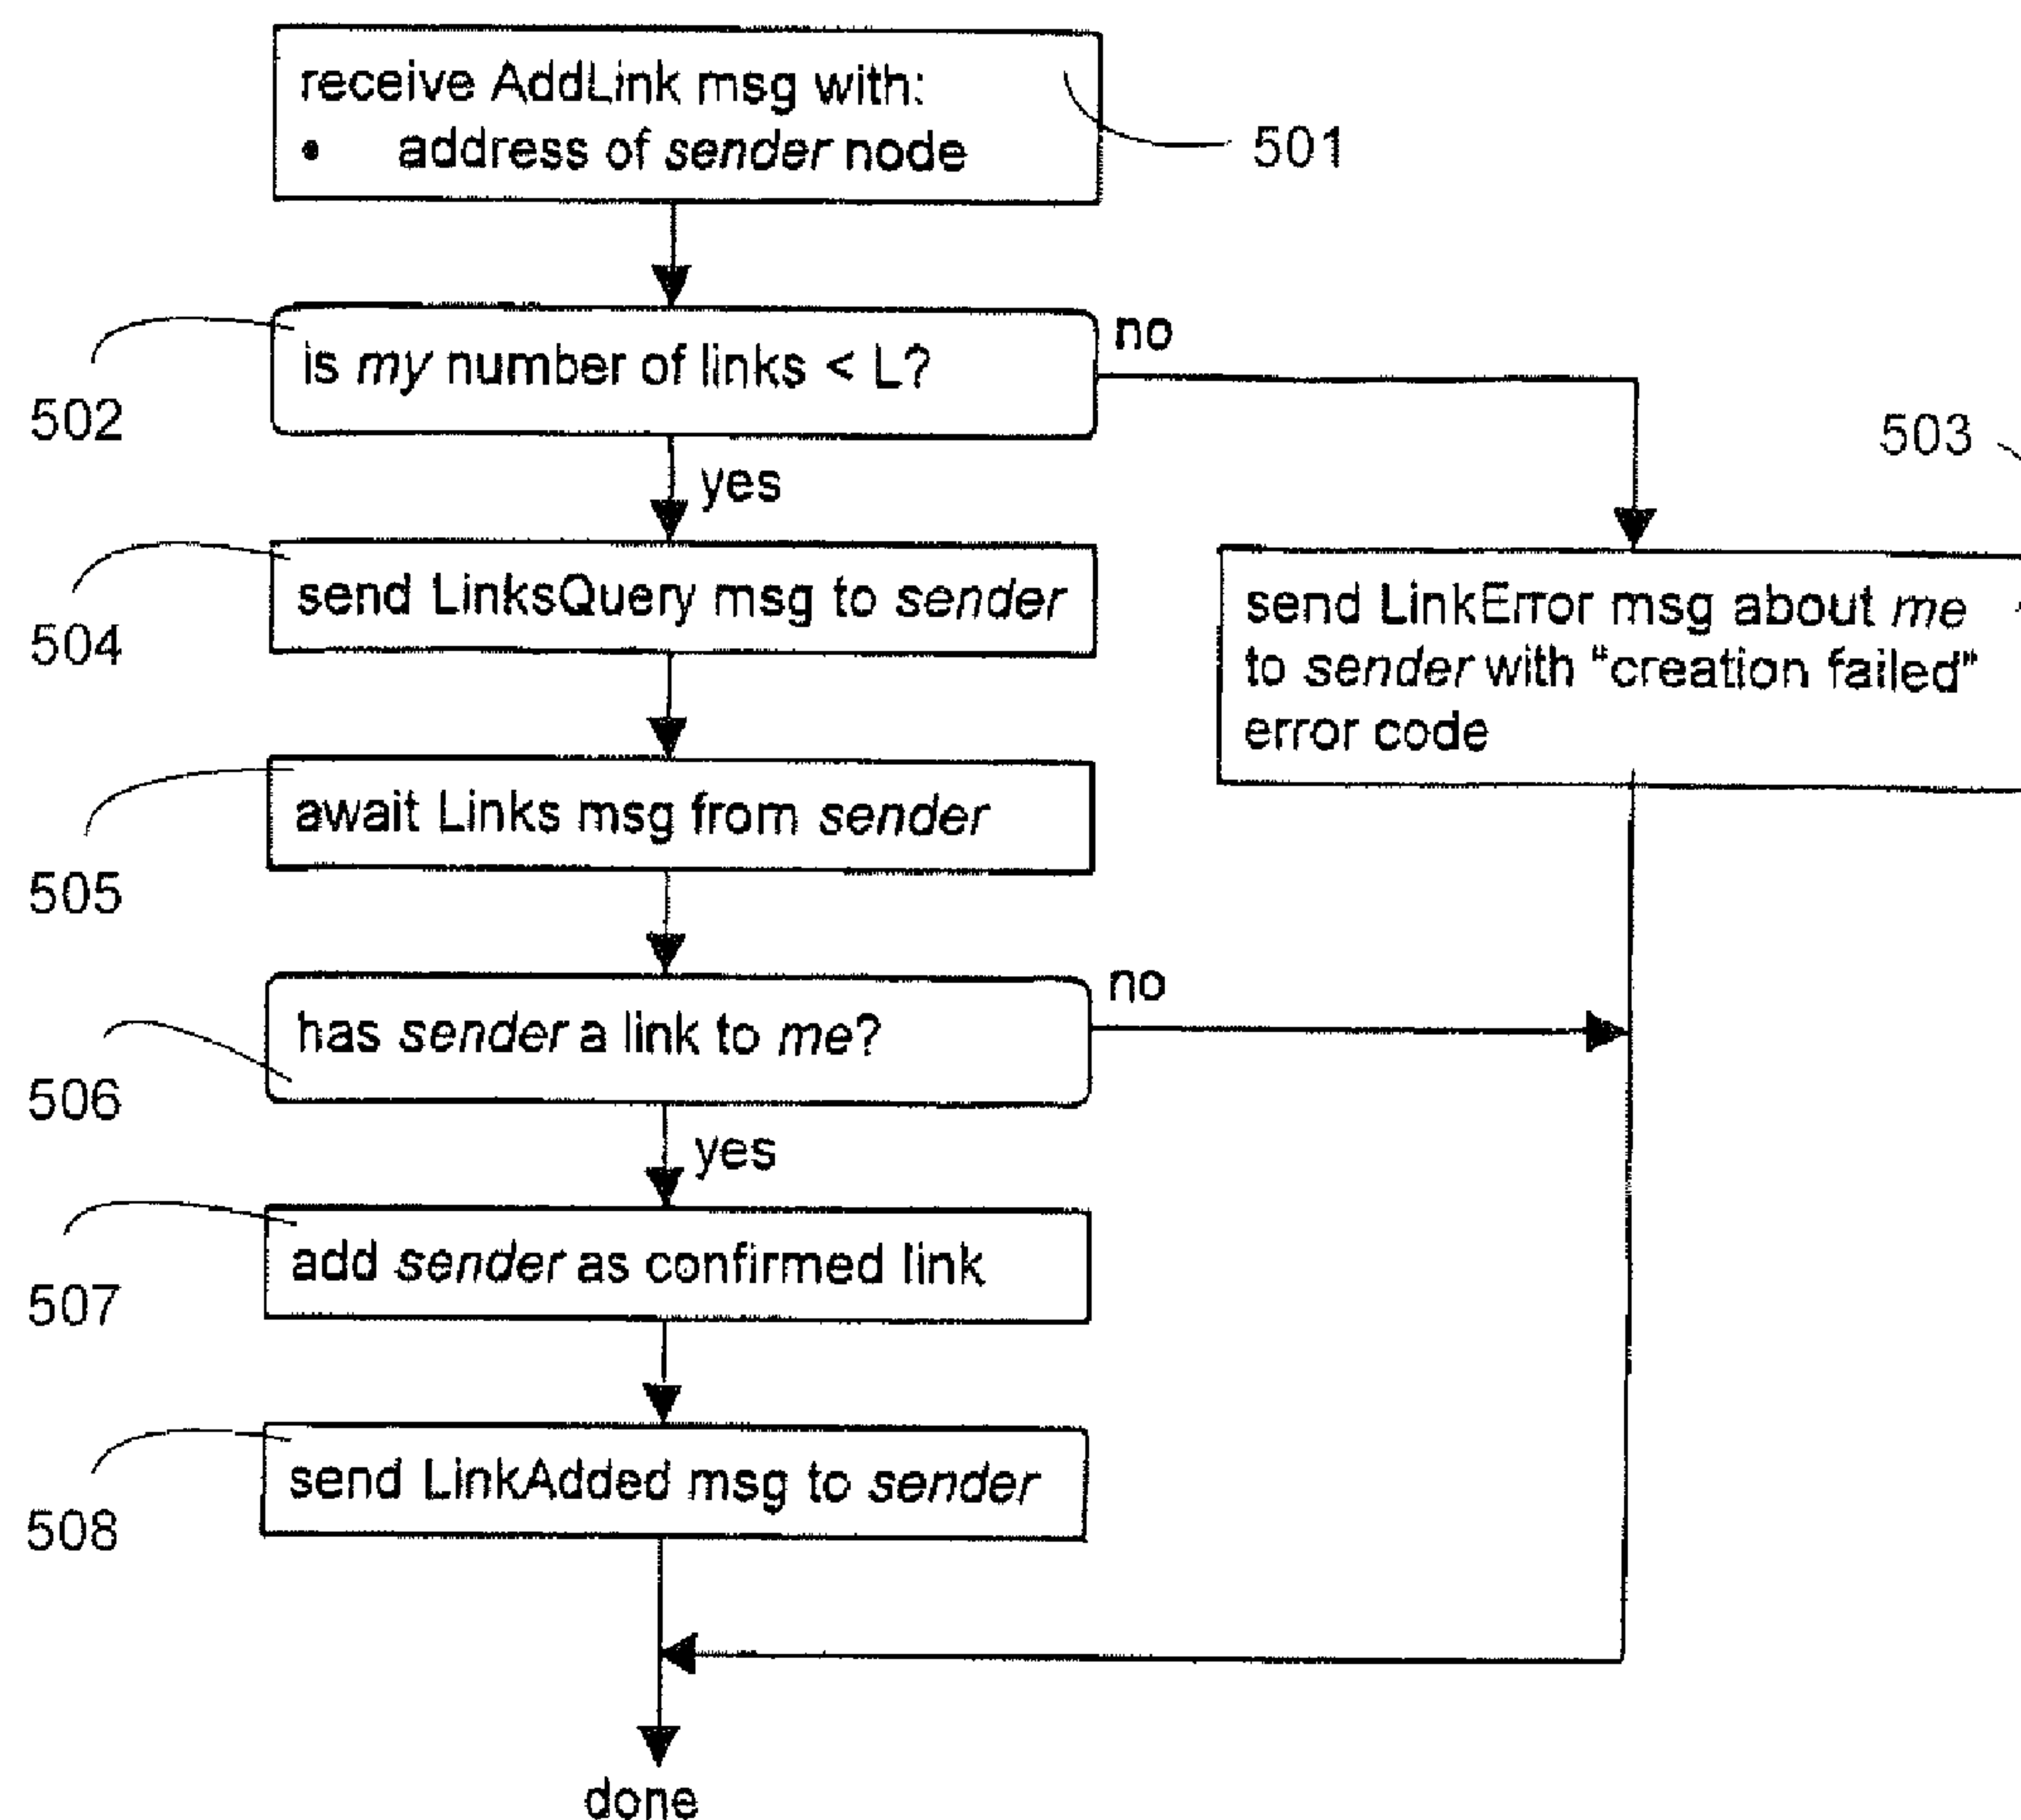 receive AddLink msg with:
• address of sender node
501
is my number of links < L?
no
502
yes
503
send LinksQuery msg to sender
504
send LinkError msg about me
to sender with "creation failed"
error code
await Links msg from sender
505
has sender a link to me?
no
506
yes
add sender as confirmed link
507
send LinkAdded msg to sender
508
done